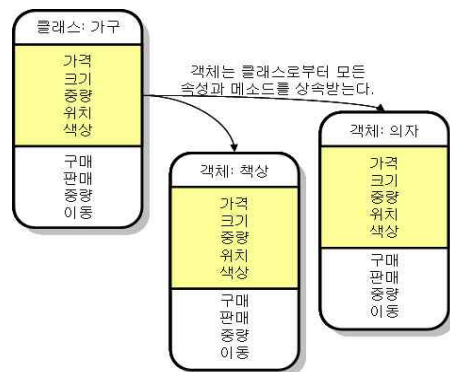 클래스: 가구
가격
크기
중량
위치
색상
구매
판매
중량
이동
객체는 클래스로부터 모든
속성과 메소드를 상속받는다.
객체: 책상
가격
크기
중량
위치
색상
구매
판매
중량
이동
객체: 의자
가격
크기
중량
위치
색상
구매
판매
중량
이동